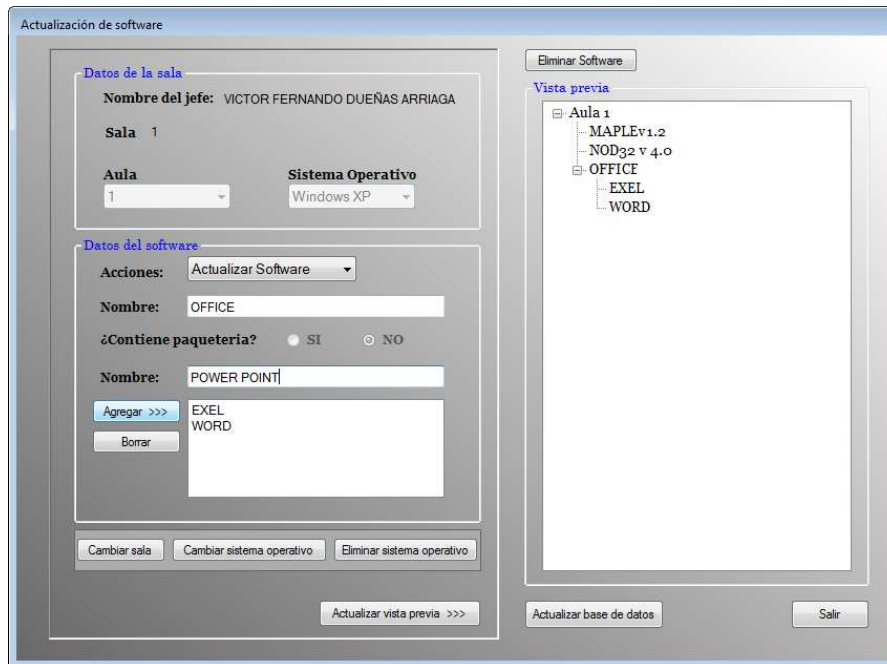 Actualización de software
Datos de la sala
Nombre del jefe: VICTOR FERNANDO DUEÑAS ARRIAGA
Sala 1
Aula Sistema Operativo
1 Windows XP
Datos del software
Acciones: Actualizar Software
Nombre: OFFICE
¿Contiene paqueteria? SI NO
Nombre: POWER POINT
Agregar >>>
Borrar
EXEL
WORD
Cambiar sala Cambiar sistema operativo Eliminar sistema operativo
Actualizar vista previa >>>
Eliminar Software
Vista previa
Aula 1
MAPLEv1.2
NOD32 v 4.0
OFFICE
EXEL
WORD
Actualizar base de datos Salir